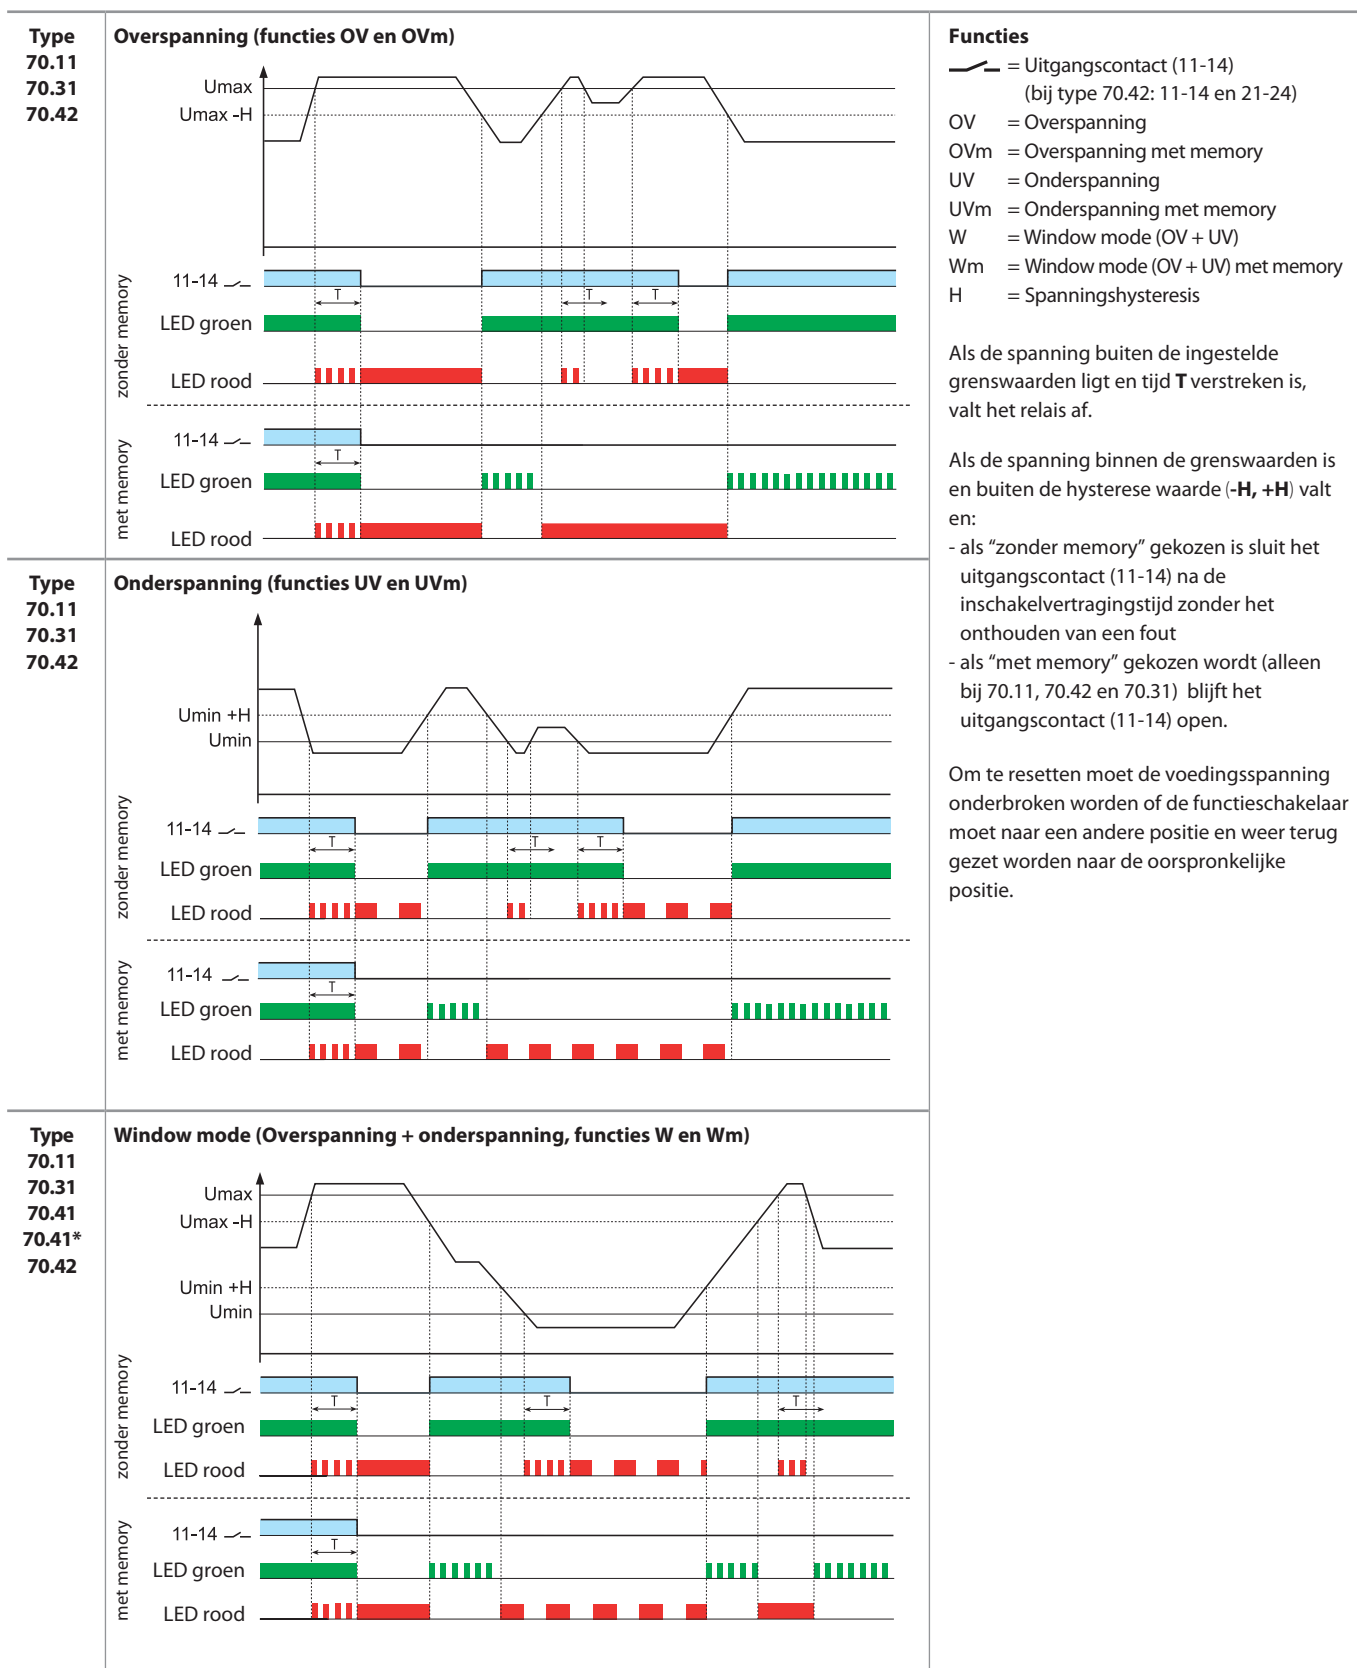 Type
70.11
70.31
70.42
Overspanning (functies OV en OVm)
Umax
Umax -H
zonder memory
11-14
T
T
T
LED groen
LED rood
met memory
11-14
T
LED groen
LED rood
Type
70.11
70.31
70.42
Onderspanning (functies UV en UVm)
Umin +H
Umin
zonder memory
11-14
T
T
T
LED groen
LED rood
met memory
11-14
T
LED groen
LED rood
Type
70.11
70.31
70.41
70.41*
70.42
Window mode (Overspanning + onderspanning, functies W en Wm)
Umax
Umax -H
Umin +H
Umin
zonder memory
11-14
T
T
T
LED groen
LED rood
met memory
11-14
T
LED groen
LED rood
Functies
= Uitgangscontact (11-14)
(bij type 70.42: 11-14 en 21-24)
OV = Overspanning
OVm = Overspanning met memory
UV = Onderspanning
UVm = Onderspanning met memory
W = Window mode (OV + UV)
Wm = Window mode (OV + UV) met memory
H = Spanningshysteresis
Als de spanning buiten de ingestelde
grenswaarden ligt en tijd T verstreken is,
valt het relais af.
Als de spanning binnen de grenswaarden is
en buiten de hysterese waarde (-H, +H) valt
en:
- als “zonder memory” gekozen is sluit het
uitgangscontact (11-14) na de
inschakelvertragingstijd zonder het
onthouden van een fout
- als “met memory” gekozen wordt (alleen
bij 70.11, 70.42 en 70.31) blijft het
uitgangscontact (11-14) open.
Om te resetten moet de voedingsspanning
onderbroken worden of de functieschakelaar
moet naar een andere positie en weer terug
gezet worden naar de oorspronkelijke
positie.